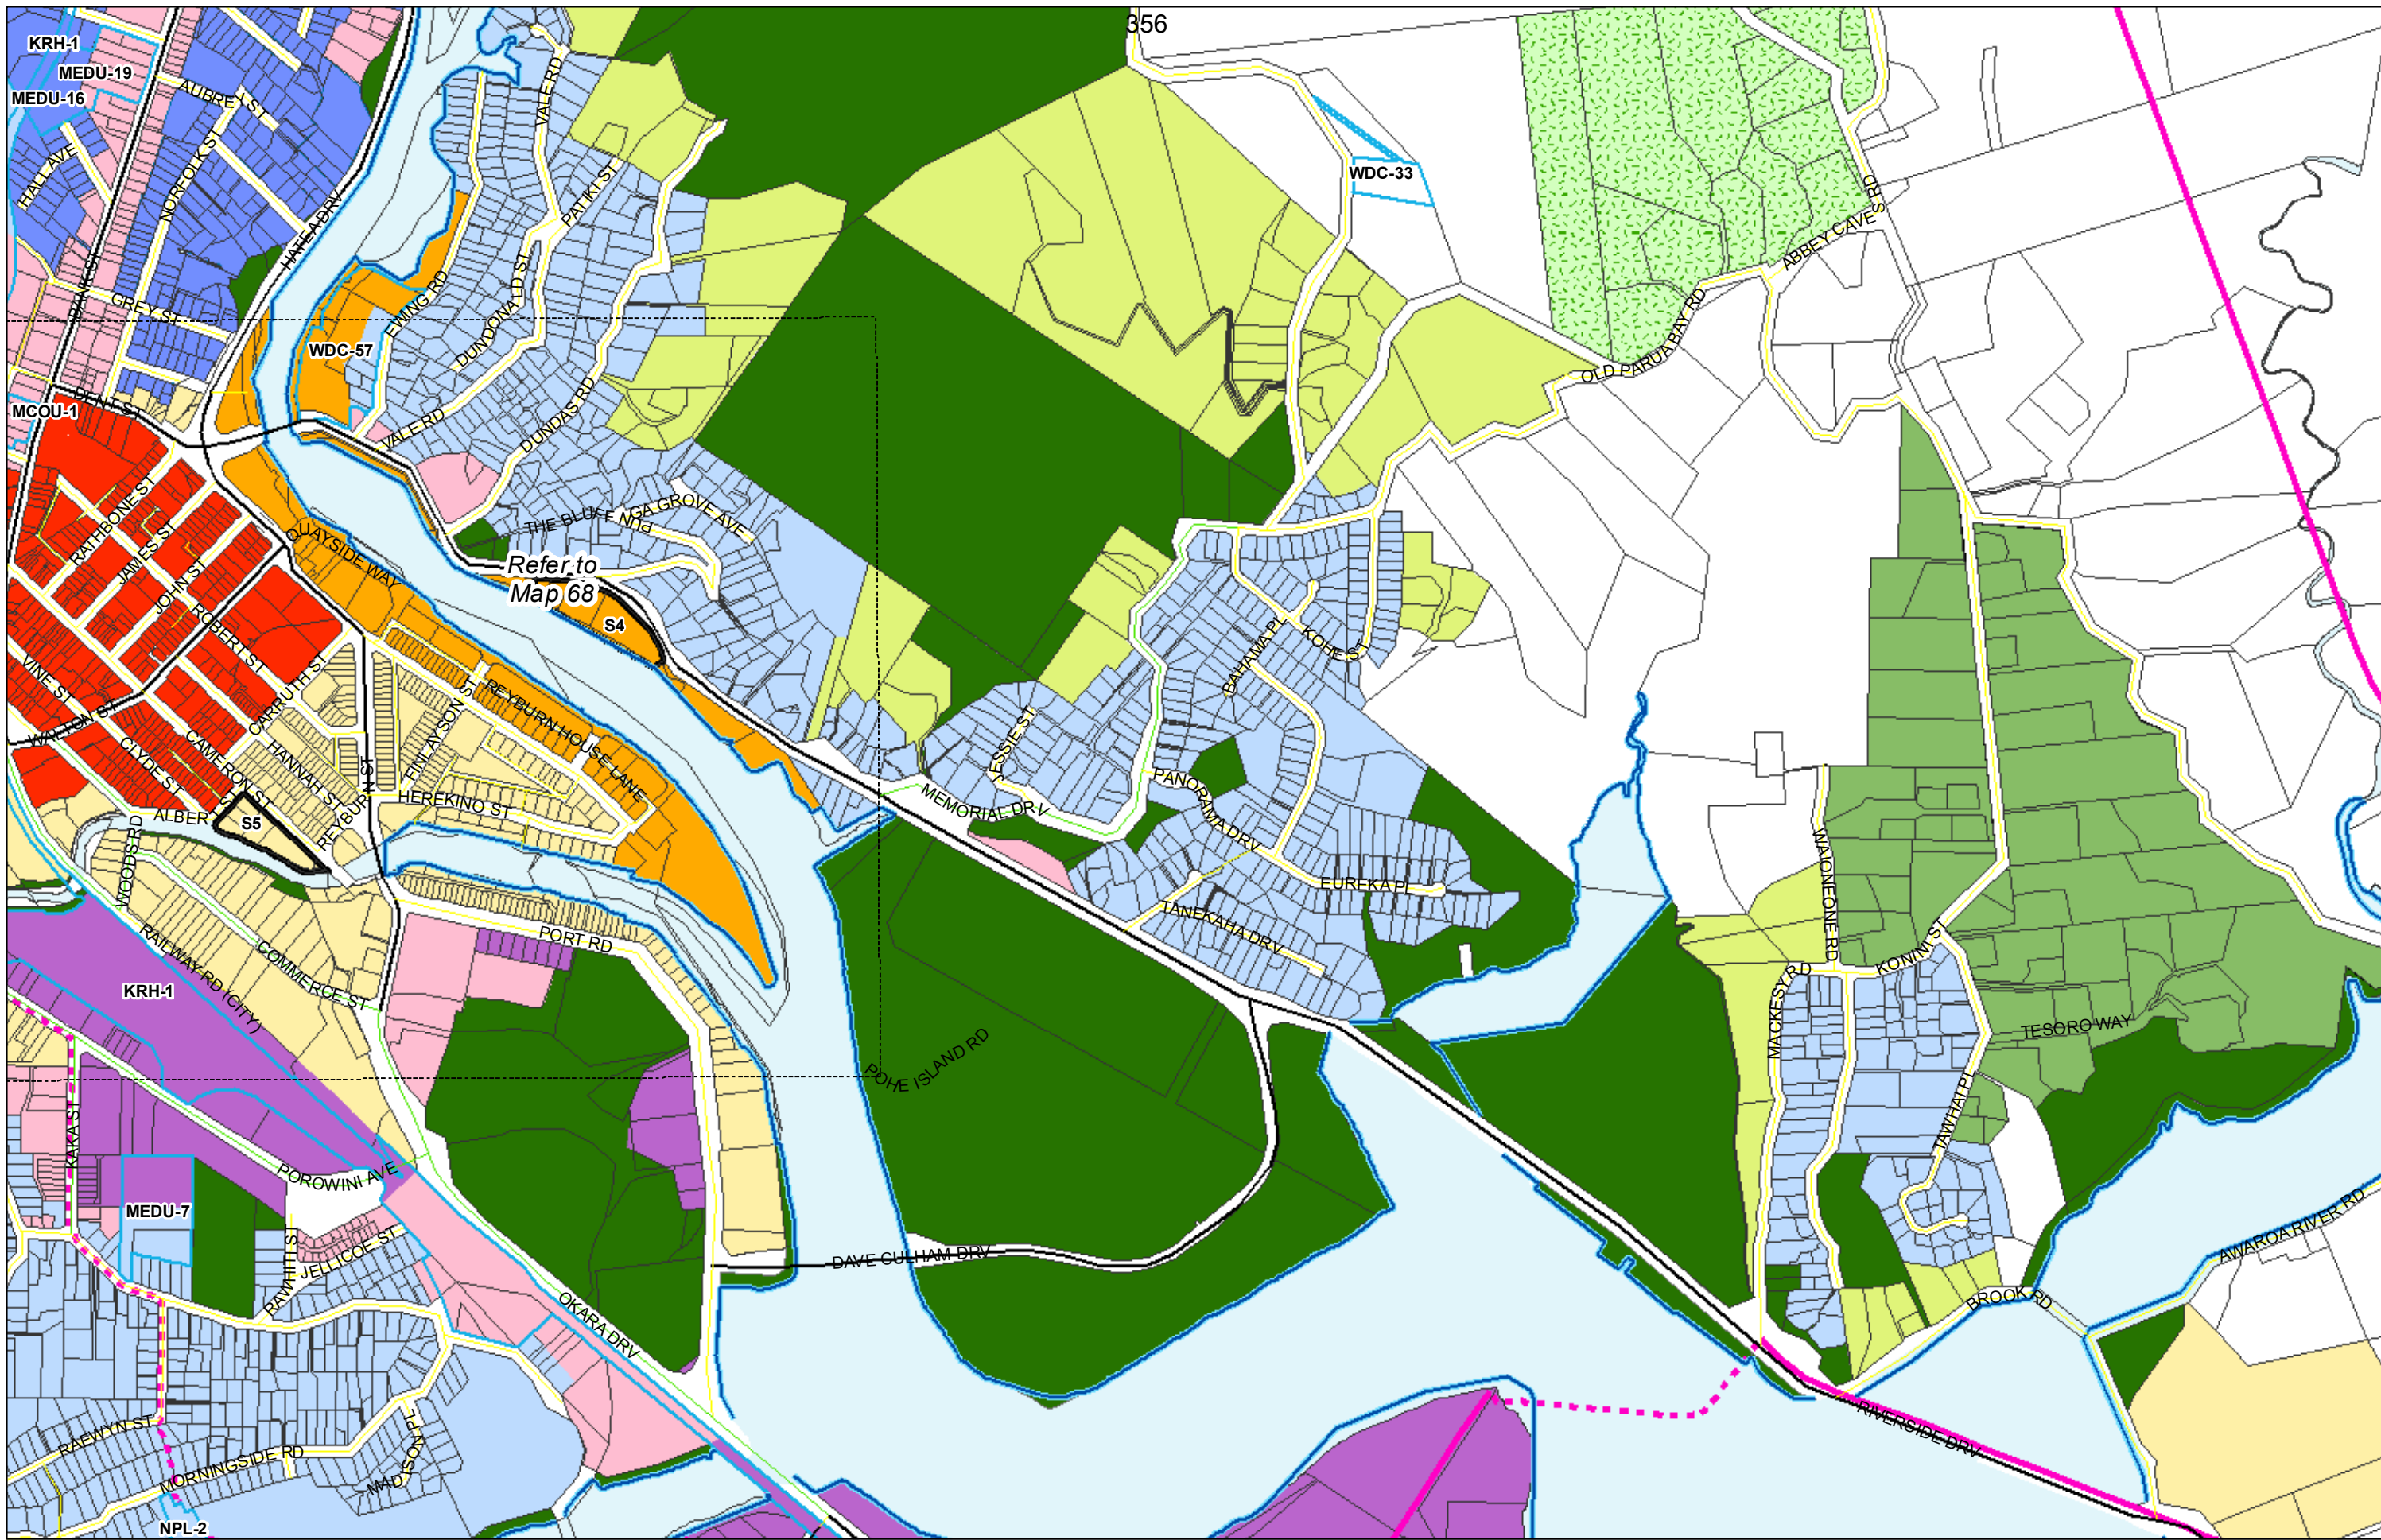 356
KRH-1
MEDU-19
MEDU-16
AUBREY ST
HALL AVE
NORFOLK ST
HATEA DRV
BANK ST
GREY ST
VALE RD
PATIKI ST
EWING RD
DUNDONALD ST
WDC-57
WDC-33
ABBEY CAVES RD
OLD PARUA BAY RD
MCOU-1
DENT ST
VALE RD
DUNDAS RD
RATHBONE ST
JAMES ST
JOHN ST
ROBERT ST
QUAYSIDE WAY
THE BLUFF
PUNGA GROVE AVE
Refer to
Map 68
S4
VINE ST
WALTON ST
CLYDE ST
CAMERON ST
CARRUTH ST
HANNAH ST
REYBURN ST
FINLAYSON ST
REYBURN HOUSE LANE
HEREKINO ST
ALBERT ST
S5
WOODS RD
BAHAMA PL
KOHE ST
JESSIE ST
MEMORIAL DRV
PANORAMA DRV
EUREKA PL
TANEKAHA DRV
WAIONEONE RD
KONINI ST
MACKESY RD
TESORO WAY
TAWHAI PL
PORT RD
COMMERCE ST
RAILWAY RD (CITY)
KRH-1
POHE ISLAND RD
KAKA ST
POROWINI AVE
MEDU-7
RAWHITI ST
JELLICOE ST
DAVE CULHAM DRV
OKARA DRV
AWAROA RIVER RD
BROOK RD
RIVERSIDE DRV
RAEWYN ST
MORNINGSIDE RD
MADISON PL
NPL-2